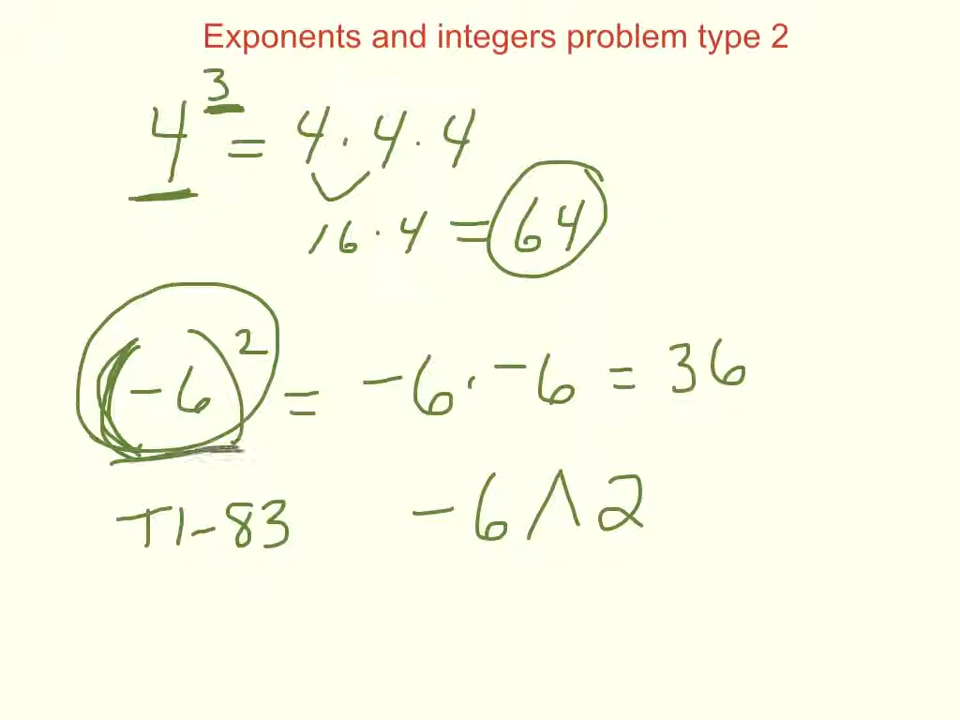 Exponents and integers problem type 2
4³ = 4 · 4 · 4
16 · 4 = 64
(-6)² = -6 · -6 = 36
TI-83 -6^2